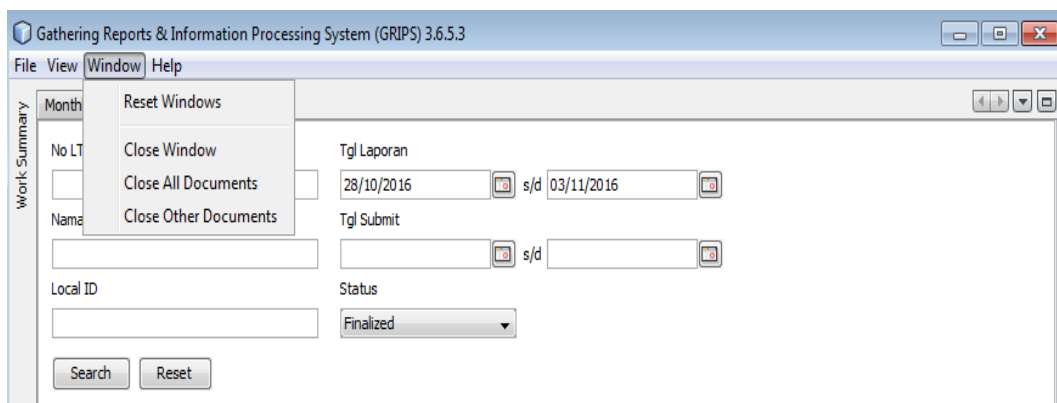 Gathering Reports & Information Processing System (GRIPS) 3.6.5.3
File View Window Help
Work Summary
Month
Reset Windows
Close Window
Close All Documents
Close Other Documents
No LT
Tgl Laporan
28/10/2016 s/d 03/11/2016
Nama
Tgl Submit
s/d
Local ID
Status
Finalized
Search Reset